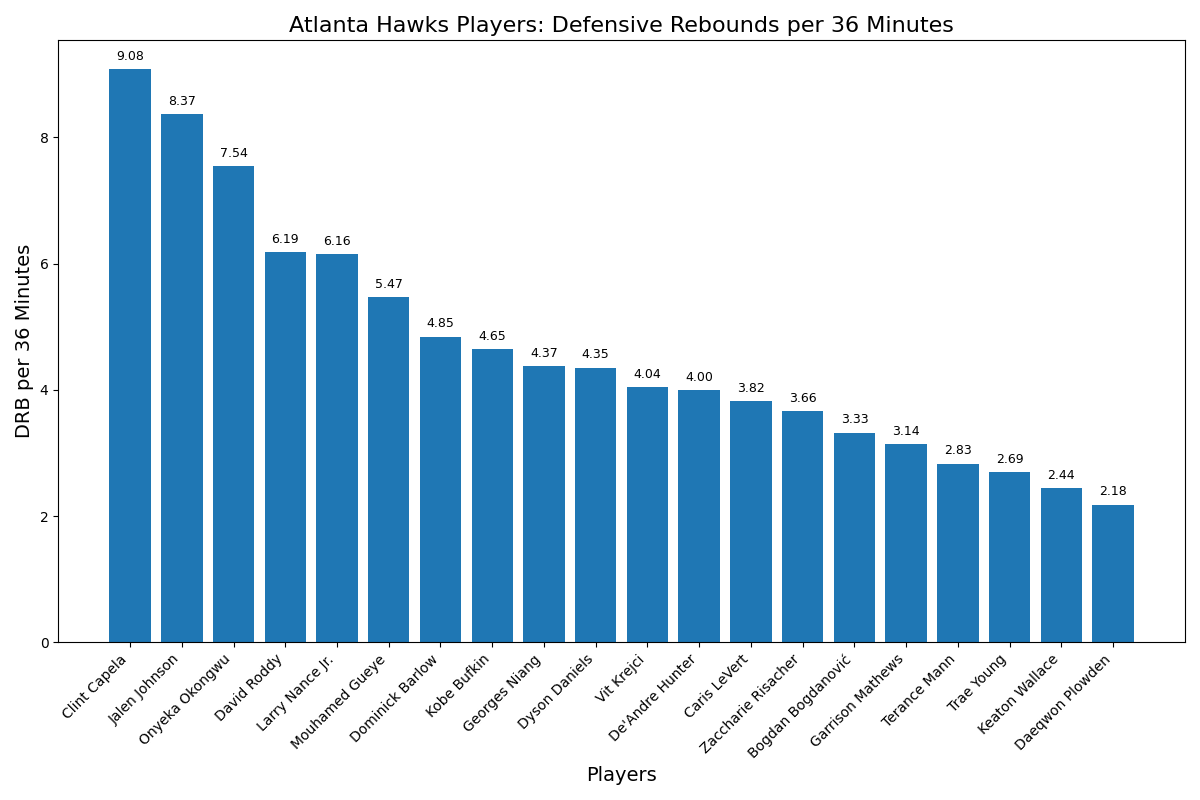 Atlanta Hawks Players: Defensive Rebounds per 36 Minutes
DRB per 36 Minutes
8
6
4
2
0
9.08
8.37
7.54
6.19
6.16
5.47
4.85
4.65
4.37
4.35
4.04
4.00
3.82
3.66
3.33
3.14
2.83
2.69
2.44
2.18
Clint Capela
Jalen Johnson
Onyeka Okongwu
David Roddy
Larry Nance Jr.
Mouhamed Gueye
Dominick Barlow
Kobe Bufkin
Georges Niang
Dyson Daniels
Vit Krejci
De'Andre Hunter
Caris LeVert
Zaccharie Risacher
Bogdan Bogdanović
Garrison Mathews
Terance Mann
Trae Young
Keaton Wallace
Daeqwon Plowden
Players